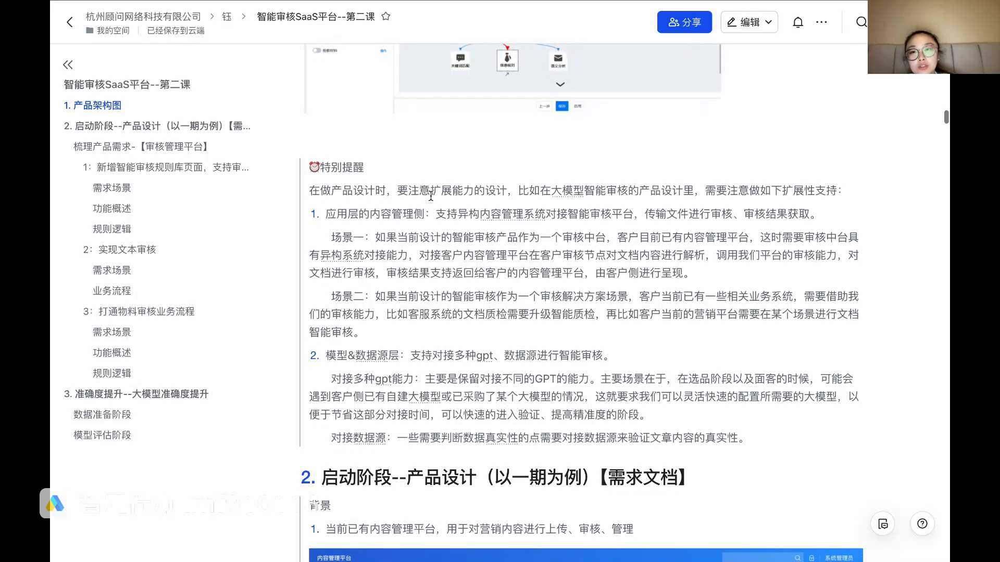 杭州顾问网络科技有限公司 > 钰 > 智能审核SaaS平台--第二课
我的空间 已经保存到云端
分享
编辑
智能审核SaaS平台--第二课
1. 产品架构图
2. 启动阶段--产品设计（以一期为例）【需...
梳理产品需求-【审核管理平台】
1：新增智能审核规则库页面，支持审...
需求场景
功能概述
规则逻辑
2：实现文本审核
需求场景
业务流程
3：打通物料审核业务流程
需求场景
功能概述
规则逻辑
3. 准确度提升--大模型准确度提升
数据准备阶段
模型评估阶段
关键词匹配
信息核对
语义分析
上一步 保存 启用
特别提醒
在做产品设计时，要注意扩展能力的设计，比如在大模型智能审核的产品设计里，需要注意做如下扩展性支持：
1. 应用层的内容管理侧：支持异构内容管理系统对接智能审核平台，传输文件进行审核、审核结果获取。
场景一：如果当前设计的智能审核产品作为一个审核中台，客户目前已有内容管理平台，这时需要审核中台具
有异构系统对接能力，对接客户内容管理平台在客户审核节点对文档内容进行解析，调用我们平台的审核能力，对
文档进行审核，审核结果支持返回给客户的内容管理平台，由客户侧进行呈现。
场景二：如果当前设计的智能审核作为一个审核解决方案场景，客户当前已有一些相关业务系统，需要借助我
们的审核能力，比如客服系统的文档质检需要升级智能质检，再比如客户当前的营销平台需要在某个场景进行文档
智能审核。
2. 模型&数据源层：支持对接多种gpt、数据源进行智能审核。
对接多种gpt能力：主要是保留对接不同的GPT的能力。主要场景在于，在选品阶段以及面客的时候，可能会
遇到客户侧已有自建大模型或已采购了某个大模型的情况，这就要求我们可以灵活快速的配置所需要的大模型，以
便于节省这部分对接时间，可以快速的进入验证、提高精准度的阶段。
对接数据源：一些需要判断数据真实性的点需要对接数据源来验证文章内容的真实性。
2. 启动阶段--产品设计（以一期为例）【需求文档】
背景
1. 当前已有内容管理平台，用于对营销内容进行上传、审核、管理
内容管理平台
系统管理员